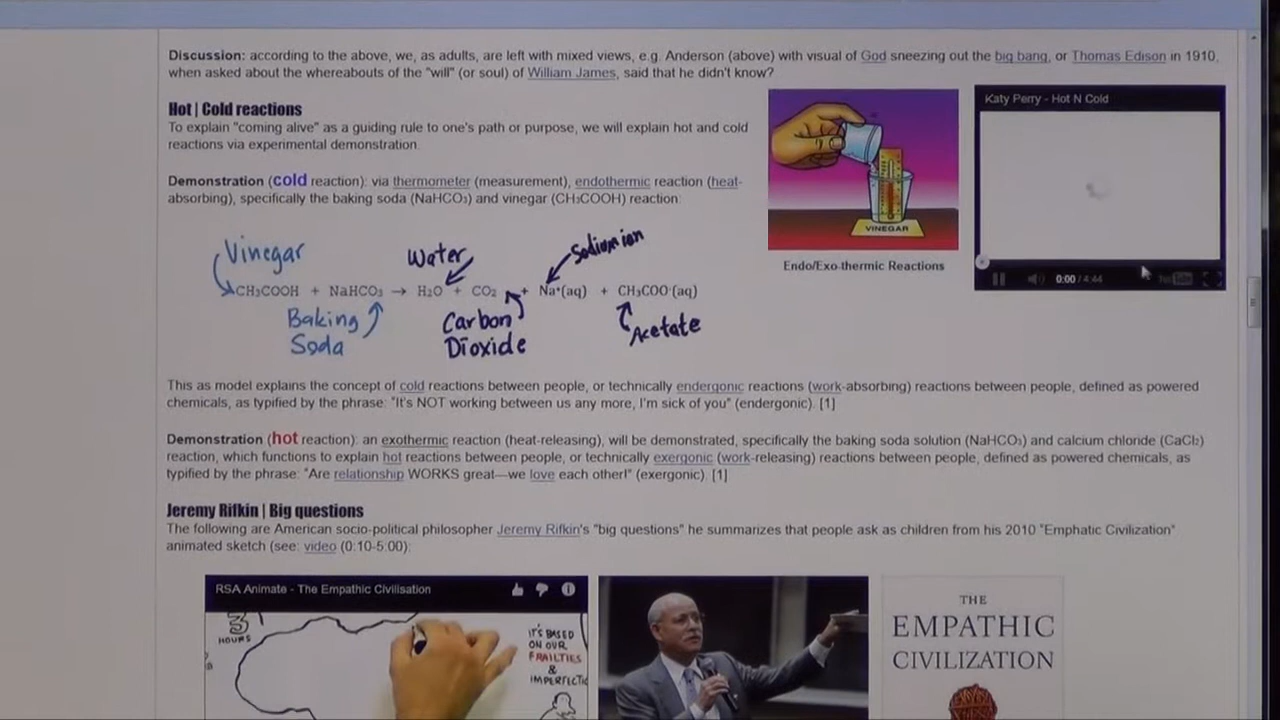 Discussion: according to the above, we, as adults, are left with mixed views, e.g. Anderson (above) with visual of God sneezing out the big bang, or Thomas Edison in 1910,
when asked about the whereabouts of the "will" (or soul) of William James, said that he didn't know?
Hot | Cold reactions
To explain "coming alive" as a guiding rule to one's path or purpose, we will explain hot and cold
reactions via experimental demonstration.
Demonstration (cold reaction): via thermometer (measurement), endothermic reaction (heat-
absorbing), specifically the baking soda (NaHCO3) and vinegar (CH3COOH) reaction:
VINEGAR
Endo/Exo-thermic Reactions
Katy Perry - Hot N Cold
0:00 / 4:44
YouTube
Vinegar
Water
Sodium ion
CH3COOH + NaHCO3 → H2O + CO2 + Na+(aq) + CH3COO-(aq)
Baking
Soda
Carbon
Dioxide
Acetate
This as model explains the concept of cold reactions between people, or technically endergonic reactions (work-absorbing) reactions between people, defined as powered
chemicals, as typified by the phrase: "It's NOT working between us any more, I'm sick of you" (endergonic). [1]
Demonstration (hot reaction): an exothermic reaction (heat-releasing), will be demonstrated, specifically the baking soda solution (NaHCO3) and calcium chloride (CaCl2)
reaction, which functions to explain hot reactions between people, or technically exergonic (work-releasing) reactions between people, defined as powered chemicals, as
typified by the phrase: "Are relationship WORKS great—we love each other!" (exergonic). [1]
Jeremy Rifkin | Big questions
The following are American socio-political philosopher Jeremy Rifkin's "big questions" he summarizes that people ask as children from his 2010 "Emphatic Civilization"
animated sketch (see: video (0:10-5:00):
RSA Animate - The Empathic Civilisation
3
HOURS
IT'S BASED
ON OUR
FRAILTIES
&
IMPERFECTIO
THE
EMPATHIC
CIVILIZATION